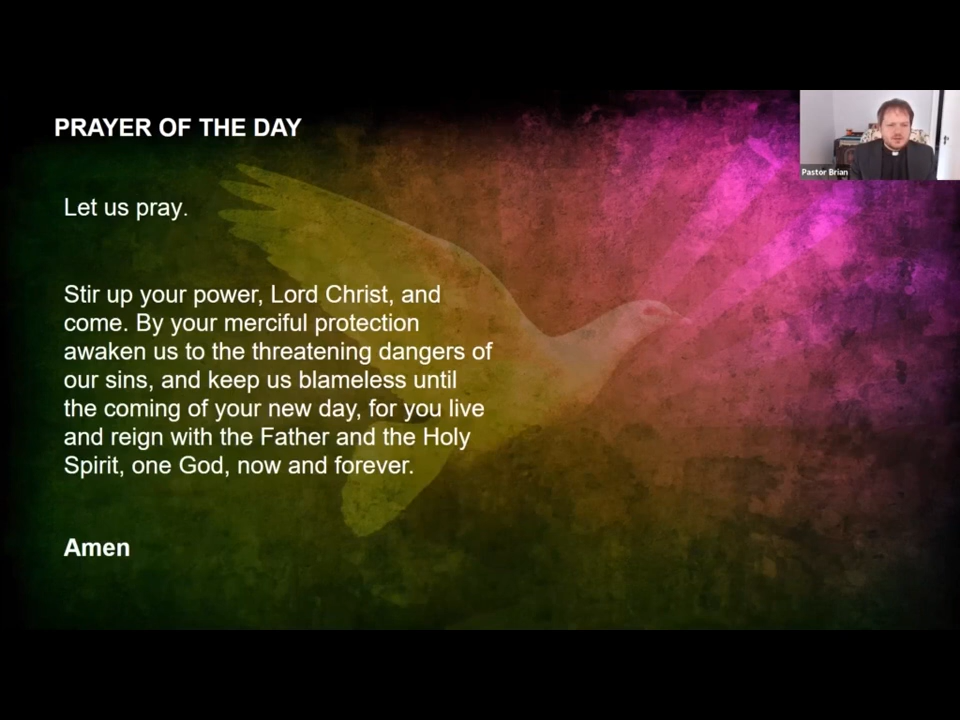 PRAYER OF THE DAY
Pastor Brian
Let us pray.
Stir up your power, Lord Christ, and
come. By your merciful protection
awaken us to the threatening dangers of
our sins, and keep us blameless until
the coming of your new day, for you live
and reign with the Father and the Holy
Spirit, one God, now and forever.
Amen